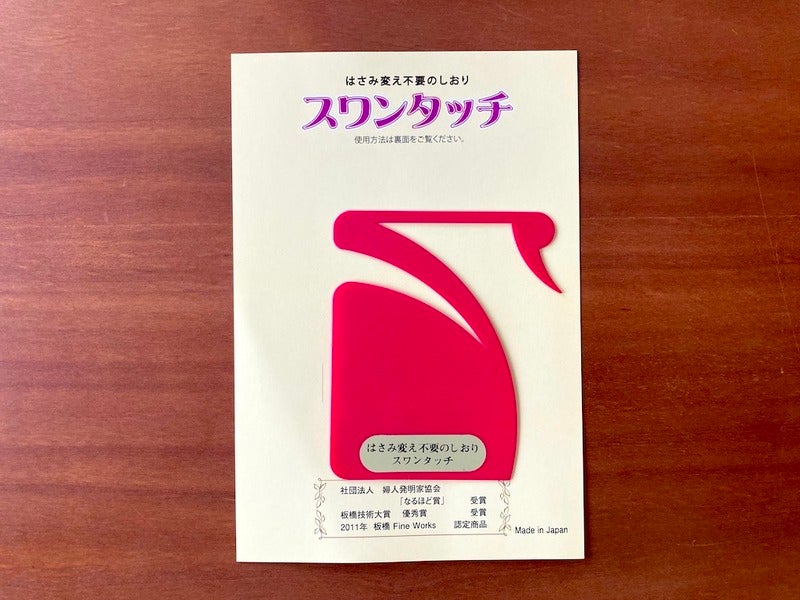 はさみ変え不要のしおり
スワンタッチ
使用方法は裏面をご覧ください。
はさみ変え不要のしおり
スワンタッチ
社団法人 婦人発明家協会
「なるほど賞」 受賞
板橋技術大賞 優秀賞 受賞
2011年 板橋 Fine Works 認定商品
Made in Japan